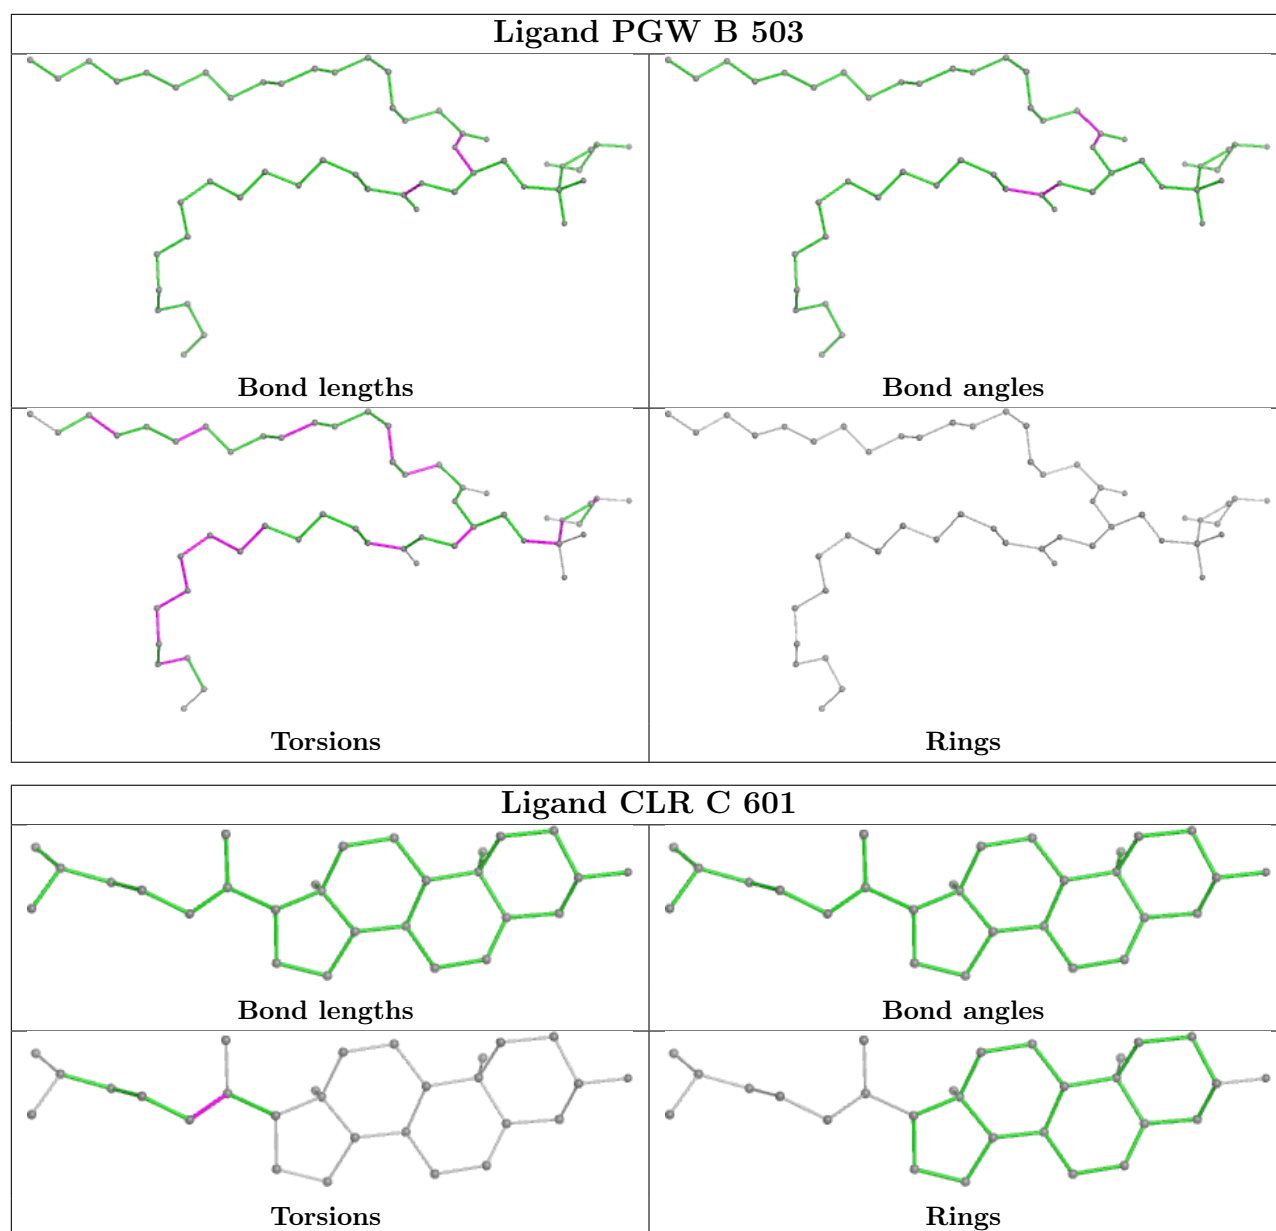 Ligand PGW B 503
Bond lengths
Bond angles
Torsions
Rings
Ligand CLR C 601
Bond lengths
Bond angles
Torsions
Rings